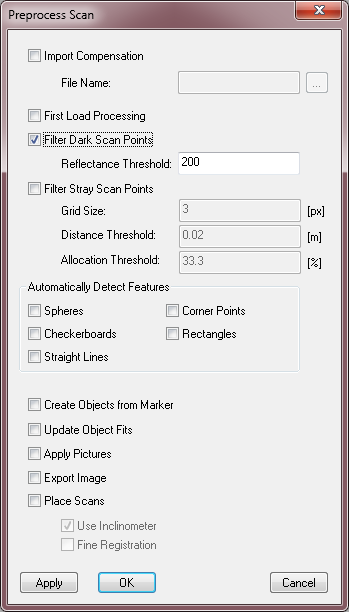 Preprocess Scan
Import Compensation
File Name:
...
First Load Processing
Filter Dark Scan Points
Reflectance Threshold: 200
Filter Stray Scan Points
Grid Size: 3 [px]
Distance Threshold: 0.02 [m]
Allocation Threshold: 33.3 [%]
Automatically Detect Features
Spheres Corner Points
Checkerboards Rectangles
Straight Lines
Create Objects from Marker
Update Object Fits
Apply Pictures
Export Image
Place Scans
Use Inclinometer
Fine Registration
Apply OK Cancel